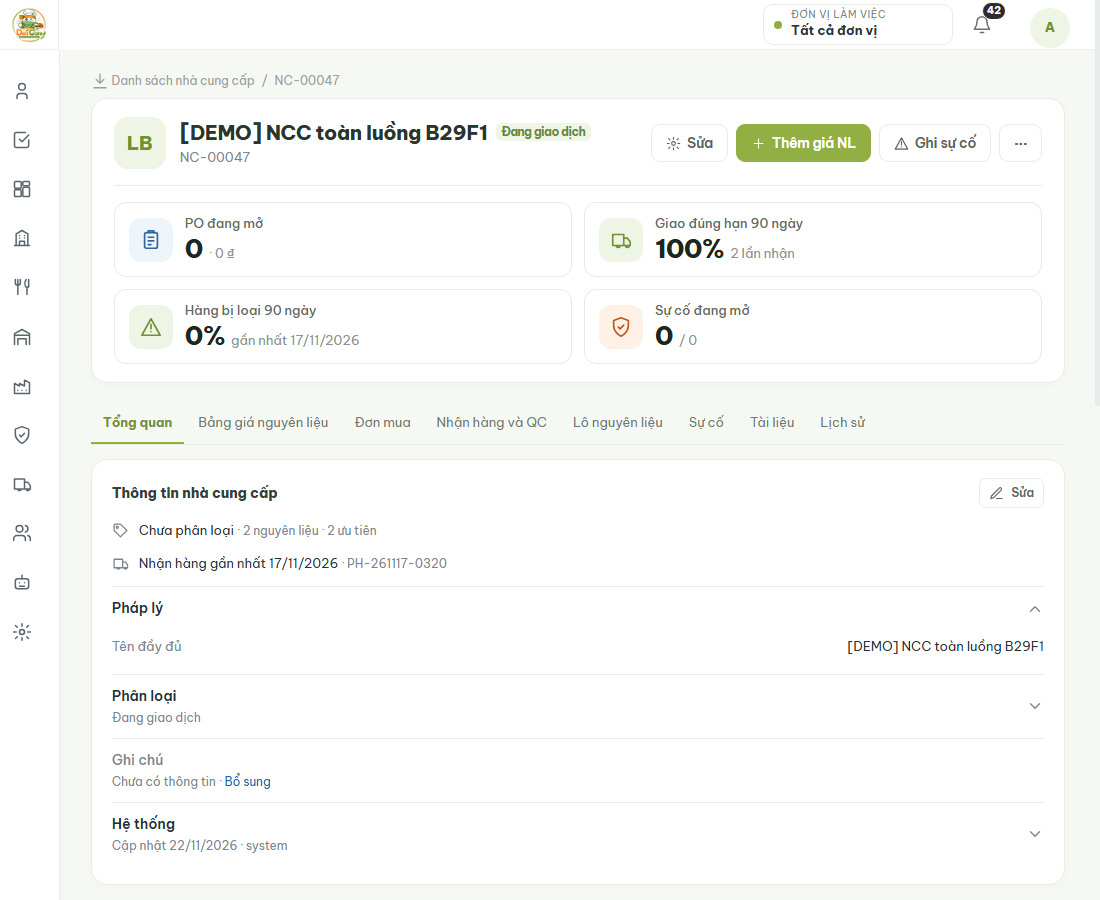 ĐƠN VỊ LÀM VIỆC
Tất cả đơn vị
42
A
Danh sách nhà cung cấp / NC-00047
LB
[DEMO] NCC toàn luồng B29F1
Đang giao dịch
NC-00047
Sửa
+ Thêm giá NL
Ghi sự cố
...
PO đang mở
0 · 0 ₫
Giao đúng hạn 90 ngày
100% 2 lần nhận
Hàng bị loại 90 ngày
0% gần nhất 17/11/2026
Sự cố đang mở
0 / 0
Tổng quan
Bảng giá nguyên liệu
Đơn mua
Nhận hàng và QC
Lô nguyên liệu
Sự cố
Tài liệu
Lịch sử
Thông tin nhà cung cấp
Sửa
Chưa phân loại · 2 nguyên liệu · 2 ưu tiên
Nhận hàng gần nhất 17/11/2026 · PH-261117-0320
Pháp lý
Tên đầy đủ
[DEMO] NCC toàn luồng B29F1
Phân loại
Đang giao dịch
Ghi chú
Chưa có thông tin · Bổ sung
Hệ thống
Cập nhật 22/11/2026 · system